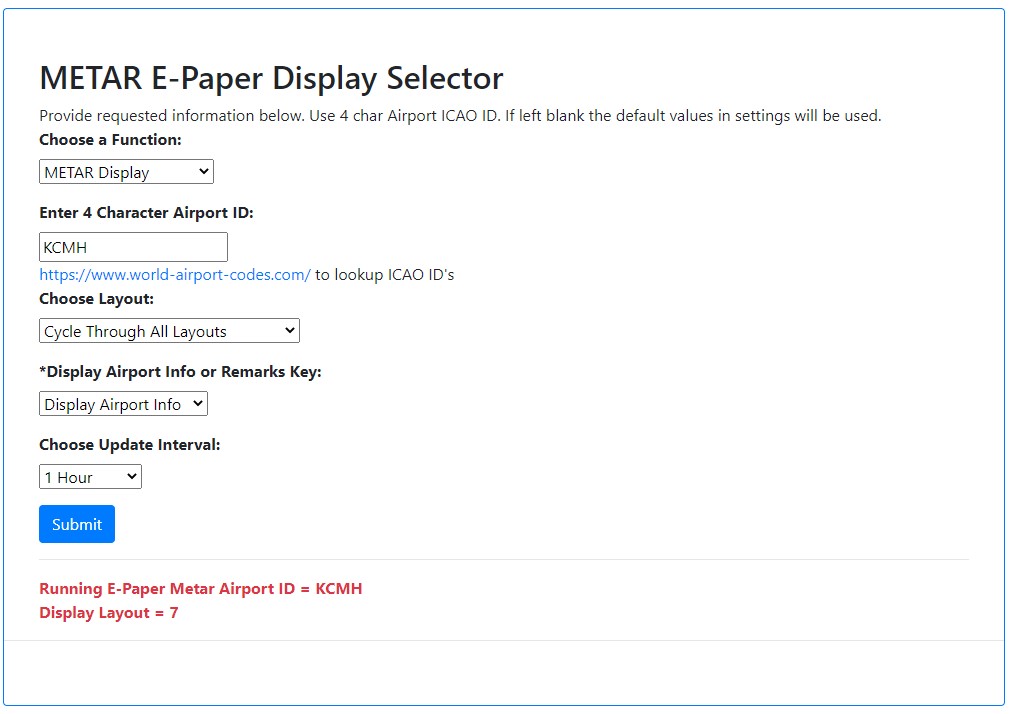 METAR E-Paper Display Selector
Provide requested information below. Use 4 char Airport ICAO ID. If left blank the default values in settings will be used.
Choose a Function:
METAR Display
Enter 4 Character Airport ID:
KCMH
https://www.world-airport-codes.com/ to lookup ICAO ID's
Choose Layout:
Cycle Through All Layouts
*Display Airport Info or Remarks Key:
Display Airport Info
Choose Update Interval:
1 Hour
Submit
Running E-Paper Metar Airport ID = KCMH
Display Layout = 7